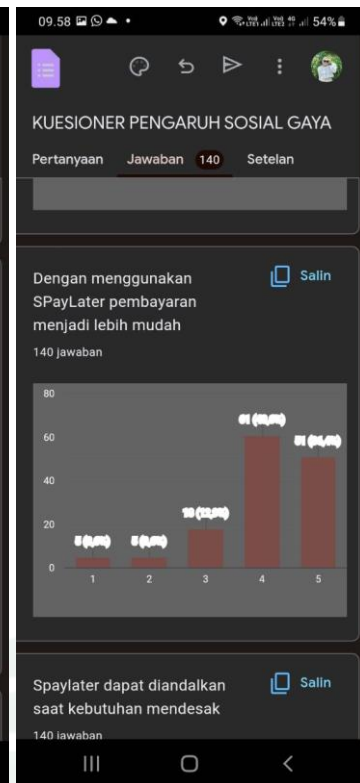 09.58
54%
KUESIONER PENGARUH SOSIAL GAYA
Pertanyaan Jawaban 140 Setelan
Dengan menggunakan
SPayLater pembayaran
menjadi lebih mudah
Salin
140 jawaban
80
60
40
20
0
1 2 3 4 5
Spaylater dapat diandalkan
saat kebutuhan mendesak
Salin
140 jawaban